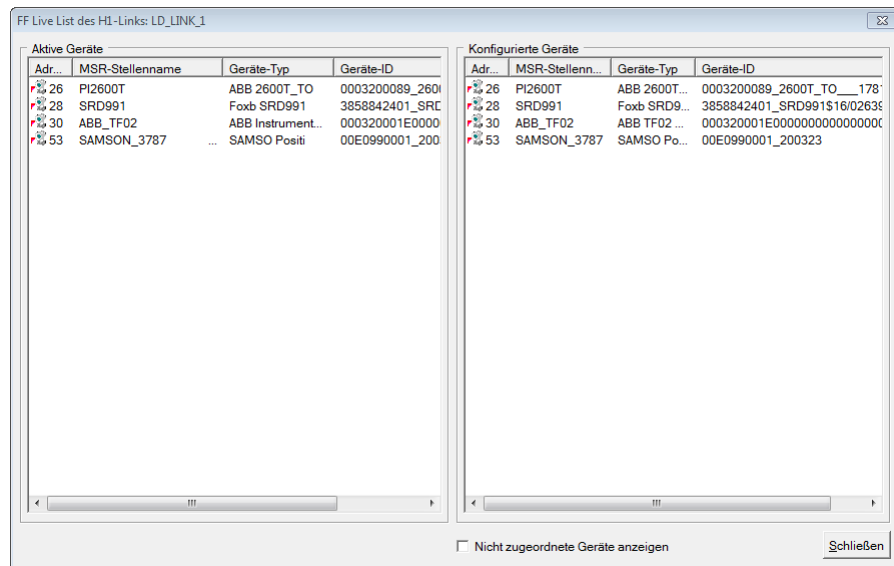 FF Live List des H1-Links: LD_LINK_1
Aktive Geräte
Adr... MSR-Stellenname Geräte-Typ Geräte-ID
26 PI2600T ABB 2600T_TO 0003200089_260
28 SRD991 Foxb SRD991 3858842401_SRD
30 ABB_TF02 ABB Instrument... 000320001E0000
53 SAMSON_3787 ... SAMSO Positi 00E0990001_200
Konfigurierte Geräte
Adr... MSR-Stellenn... Geräte-Typ Geräte-ID
26 PI2600T ABB 2600T... 0003200089_2600T_TO___178
28 SRD991 Foxb SRD9... 3858842401_SRD991$16/02639
30 ABB_TF02 ABB TF02 ... 000320001E000000000000000
53 SAMSON_3787 SAMSO Po... 00E0990001_200323
Nicht zugeordnete Geräte anzeigen
Schließen